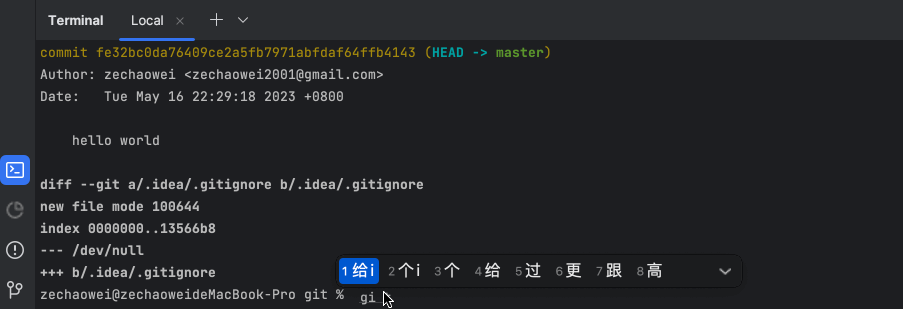 Terminal Local
commit fe32bc0da76409ce2a5fb7971abfdaf64ffb4143 (HEAD -> master)
Author: zechaowei <zechaowei2001@gmail.com>
Date:   Tue May 16 22:29:18 2023 +0800
hello world
diff --git a/.idea/.gitignore b/.idea/.gitignore
new file mode 100644
index 0000000..13566b8
--- /dev/null
+++ b/.idea/.gitignore
1 给i 2 个i 3 个 4 给 5 过 6 更 7 跟 8 高
zechaowei@zechaoweideMacBook-Pro git % gi